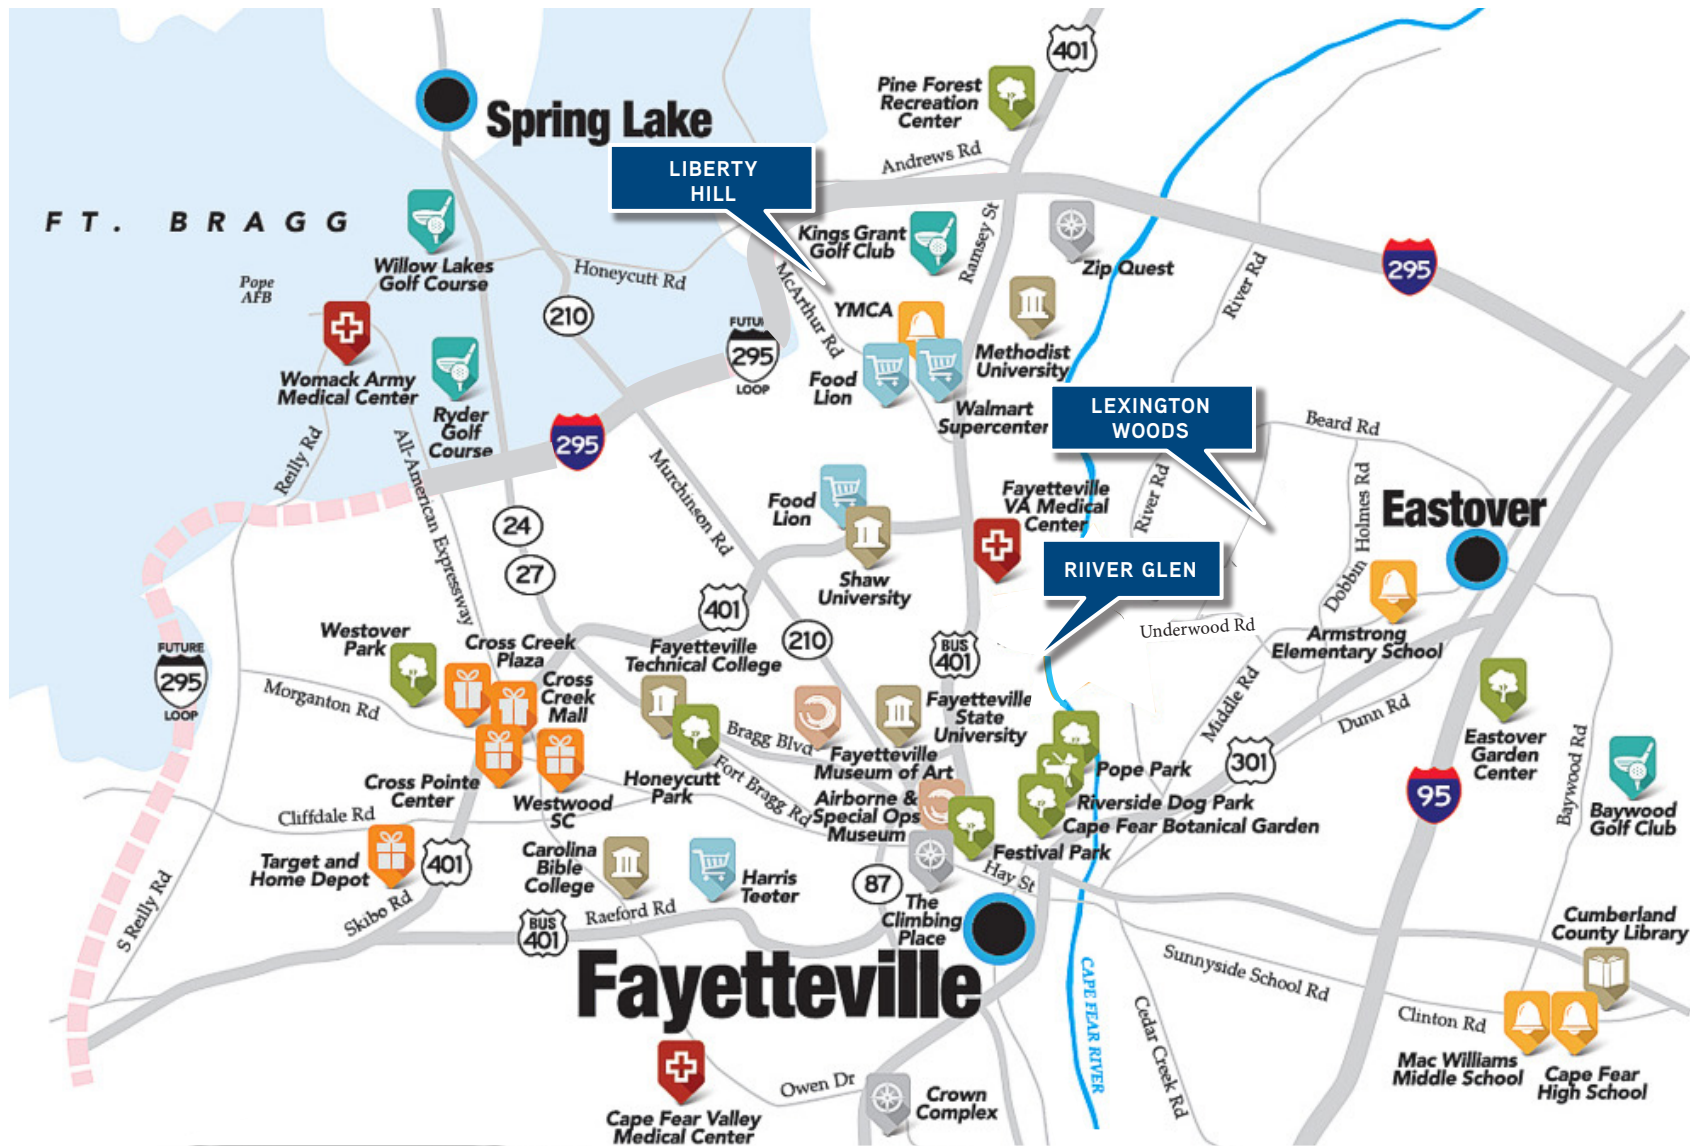 401
Pine Forest
Recreation
Center
Spring Lake
Andrews Rd
LIBERTY
HILL
FT. BRAGG
Kings Grant
Golf Club
Ramsey St
Zip Quest
295
River Rd
Willow Lakes
Golf Course
Honeycutt Rd
McArthur Rd
Pope
AFB
210
YMCA
FUTU
295
LOOP
Methodist
University
Womack Army
Medical Center
Ryder
Golf
Course
Food
Lion
Walmart
Supercenter
LEXINGTON
WOODS
Beard Rd
Reilly Rd
All-American Expressway
295
Murchinson Rd
Food
Lion
Fayetteville
VA Medical
Center
River Rd
Dobbin Holmes Rd
Eastover
24
27
Shaw
University
RIIVER GLEN
401
Westover
Park
Cross Creek
Plaza
Fayetteville
Technical College
210
BUS
401
Underwood Rd
Armstrong
Elementary School
FUTURE
295
LOOP
Morganton Rd
Cross
Creek
Mall
Fayetteville
State
University
Middle Rd
Dunn Rd
Bragg Blvd
Fayetteville
Museum of Art
Eastover
Garden
Center
Baywood Rd
Cross Pointe
Center
Westwood
SC
Honeycutt
Park
Fort Bragg Rd
Pope Park
301
Airborne &
Special Ops
Museum
Riverside Dog Park
Cape Fear Botanical Garden
95
Baywood
Golf Club
Cliffdale Rd
Festival Park
Target and
Home Depot
401
Carolina
Bible
College
Harris
Teeter
87
Hay St
The
Climbing
Place
S Reilly Rd
Skibo Rd
BUS
401
Raeford Rd
Cumberland
County Library
Fayetteville
CAPE FEAR RIVER
Sunnyside School Rd
Cedar Creek Rd
Clinton Rd
Mac Williams
Middle School
Cape Fear
High School
Owen Dr
Crown
Complex
Cape Fear Valley
Medical Center